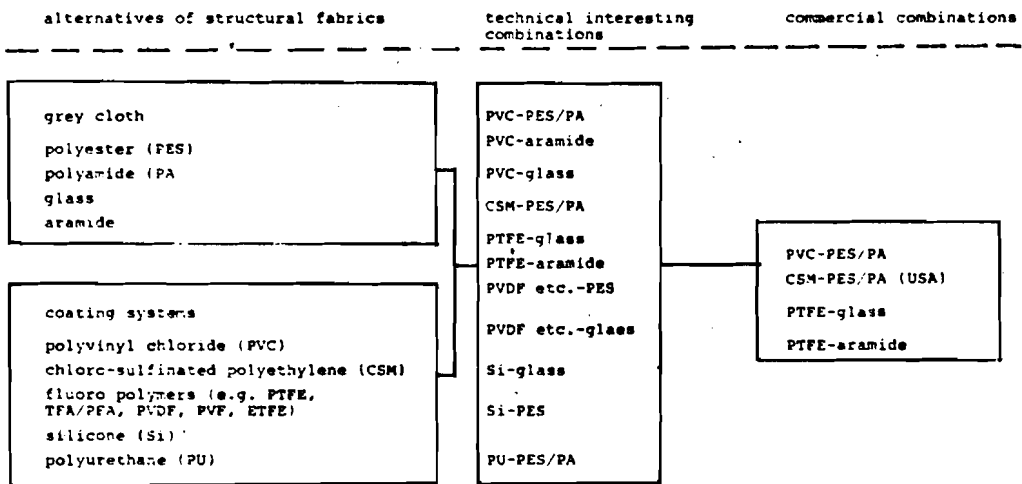 alternatives of structural fabrics
technical interesting
combinations
commercial combinations
grey cloth
polyester (PES)
polyamide (PA
glass
aramide
coating systems
polyvinyl chloride (PVC)
chloro-sulfinated polyethylene (CSM)
fluoro polymers (e.g. PTFE,
TFA/PFA, PVDF, PVF, ETFE)
silicone (Si)
polyurethane (PU)
PVC-PES/PA
PVC-aramide
PVC-glass
CSM-PES/PA
PTFE-glass
PTFE-aramide
PVDF etc.-PES
PVDF etc.-glaes
Si-glass
Si-PES
PU-PES/PA
PVC-PES/PA
CSM-PES/PA (USA)
PTFE-glass
PTFE-aramide